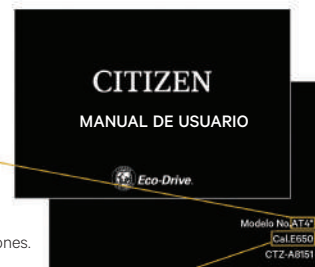 CITIZEN
MANUAL DE USUARIO
Eco-Drive.
Modelo No.AT4*
ones.
Cal.E650
CTZ-A8151